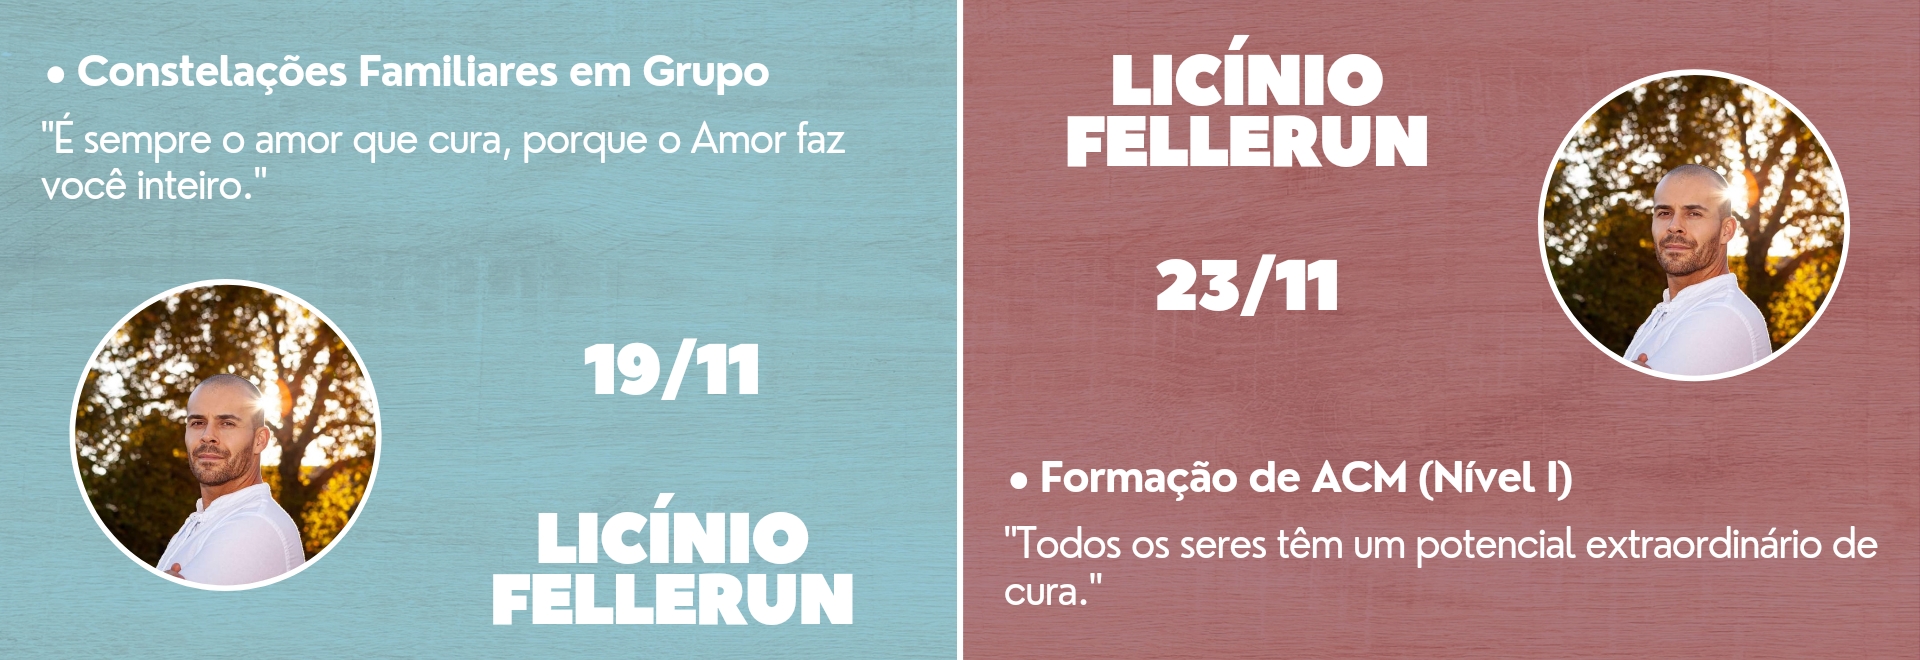 • Constelações Familiares em Grupo
"É sempre o amor que cura, porque o Amor faz
você inteiro."
19/11
LICÍNIO
FELLERUN
LICÍNIO
FELLERUN
23/11
• Formação de ACM (Nível I)
"Todos os seres têm um potencial extraordinário de
cura."